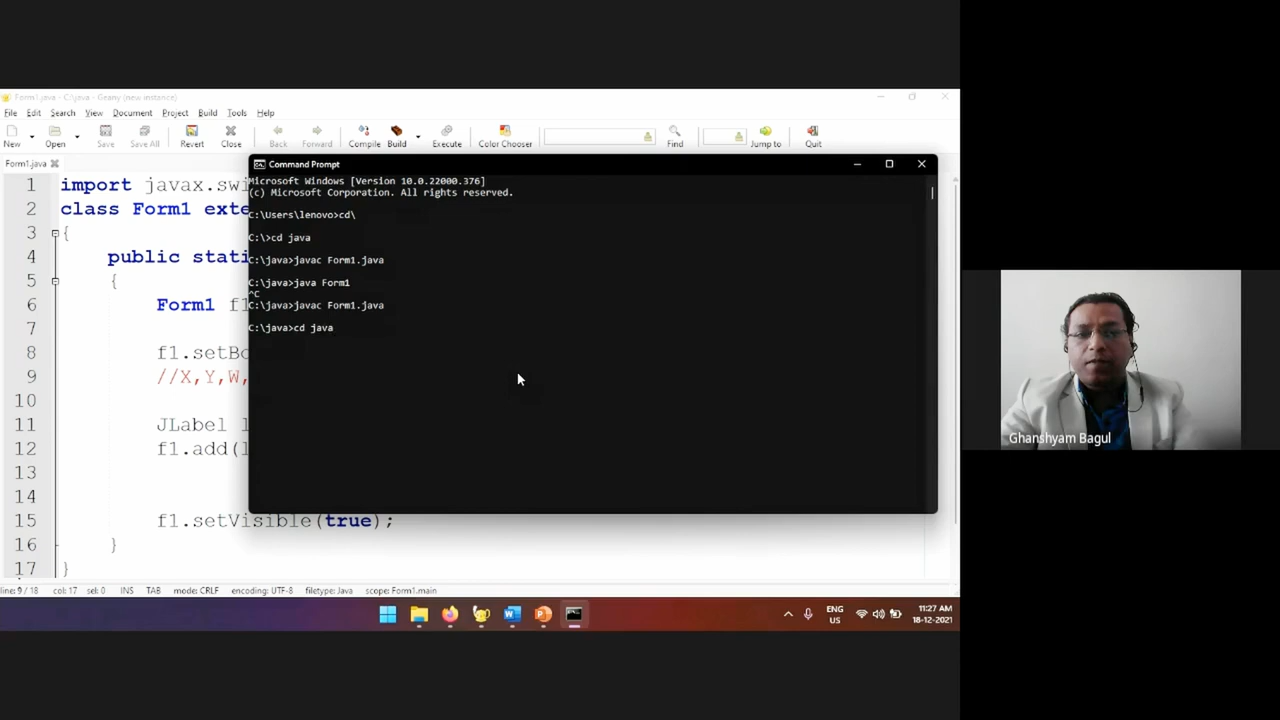 Form1.java - C:\java - Geany (new instance)
File Edit Search View Document Project Build Tools Help
New Open Save Save All Revert Close Back Forward Compile Build Execute Color Chooser Find Jump to Quit
Form1.java
Command Prompt
Microsoft Windows [Version 10.0.22000.376]
(c) Microsoft Corporation. All rights reserved.
C:\Users\lenovo>cd\
C:\>cd java
C:\java>javac Form1.java
C:\java>java Form1
^C
C:\java>javac Form1.java
C:\java>cd java
1 import javax.swi
2 class Form1 exte
3 {
4 public stati
5 {
6 Form1 f1
7
8 f1.setBo
9 //X,Y,W,
10
11 JLabel l
12 f1.add(l
13
14
15 f1.setVisible(true);
16 }
17 }
line: 9 / 18 col: 17 sel: 0 INS TAB mode: CRLF encoding: UTF-8 filetype: Java scope: Form1.main
ENG
US
11:27 AM
18-12-2021
Ghanshyam Bagul